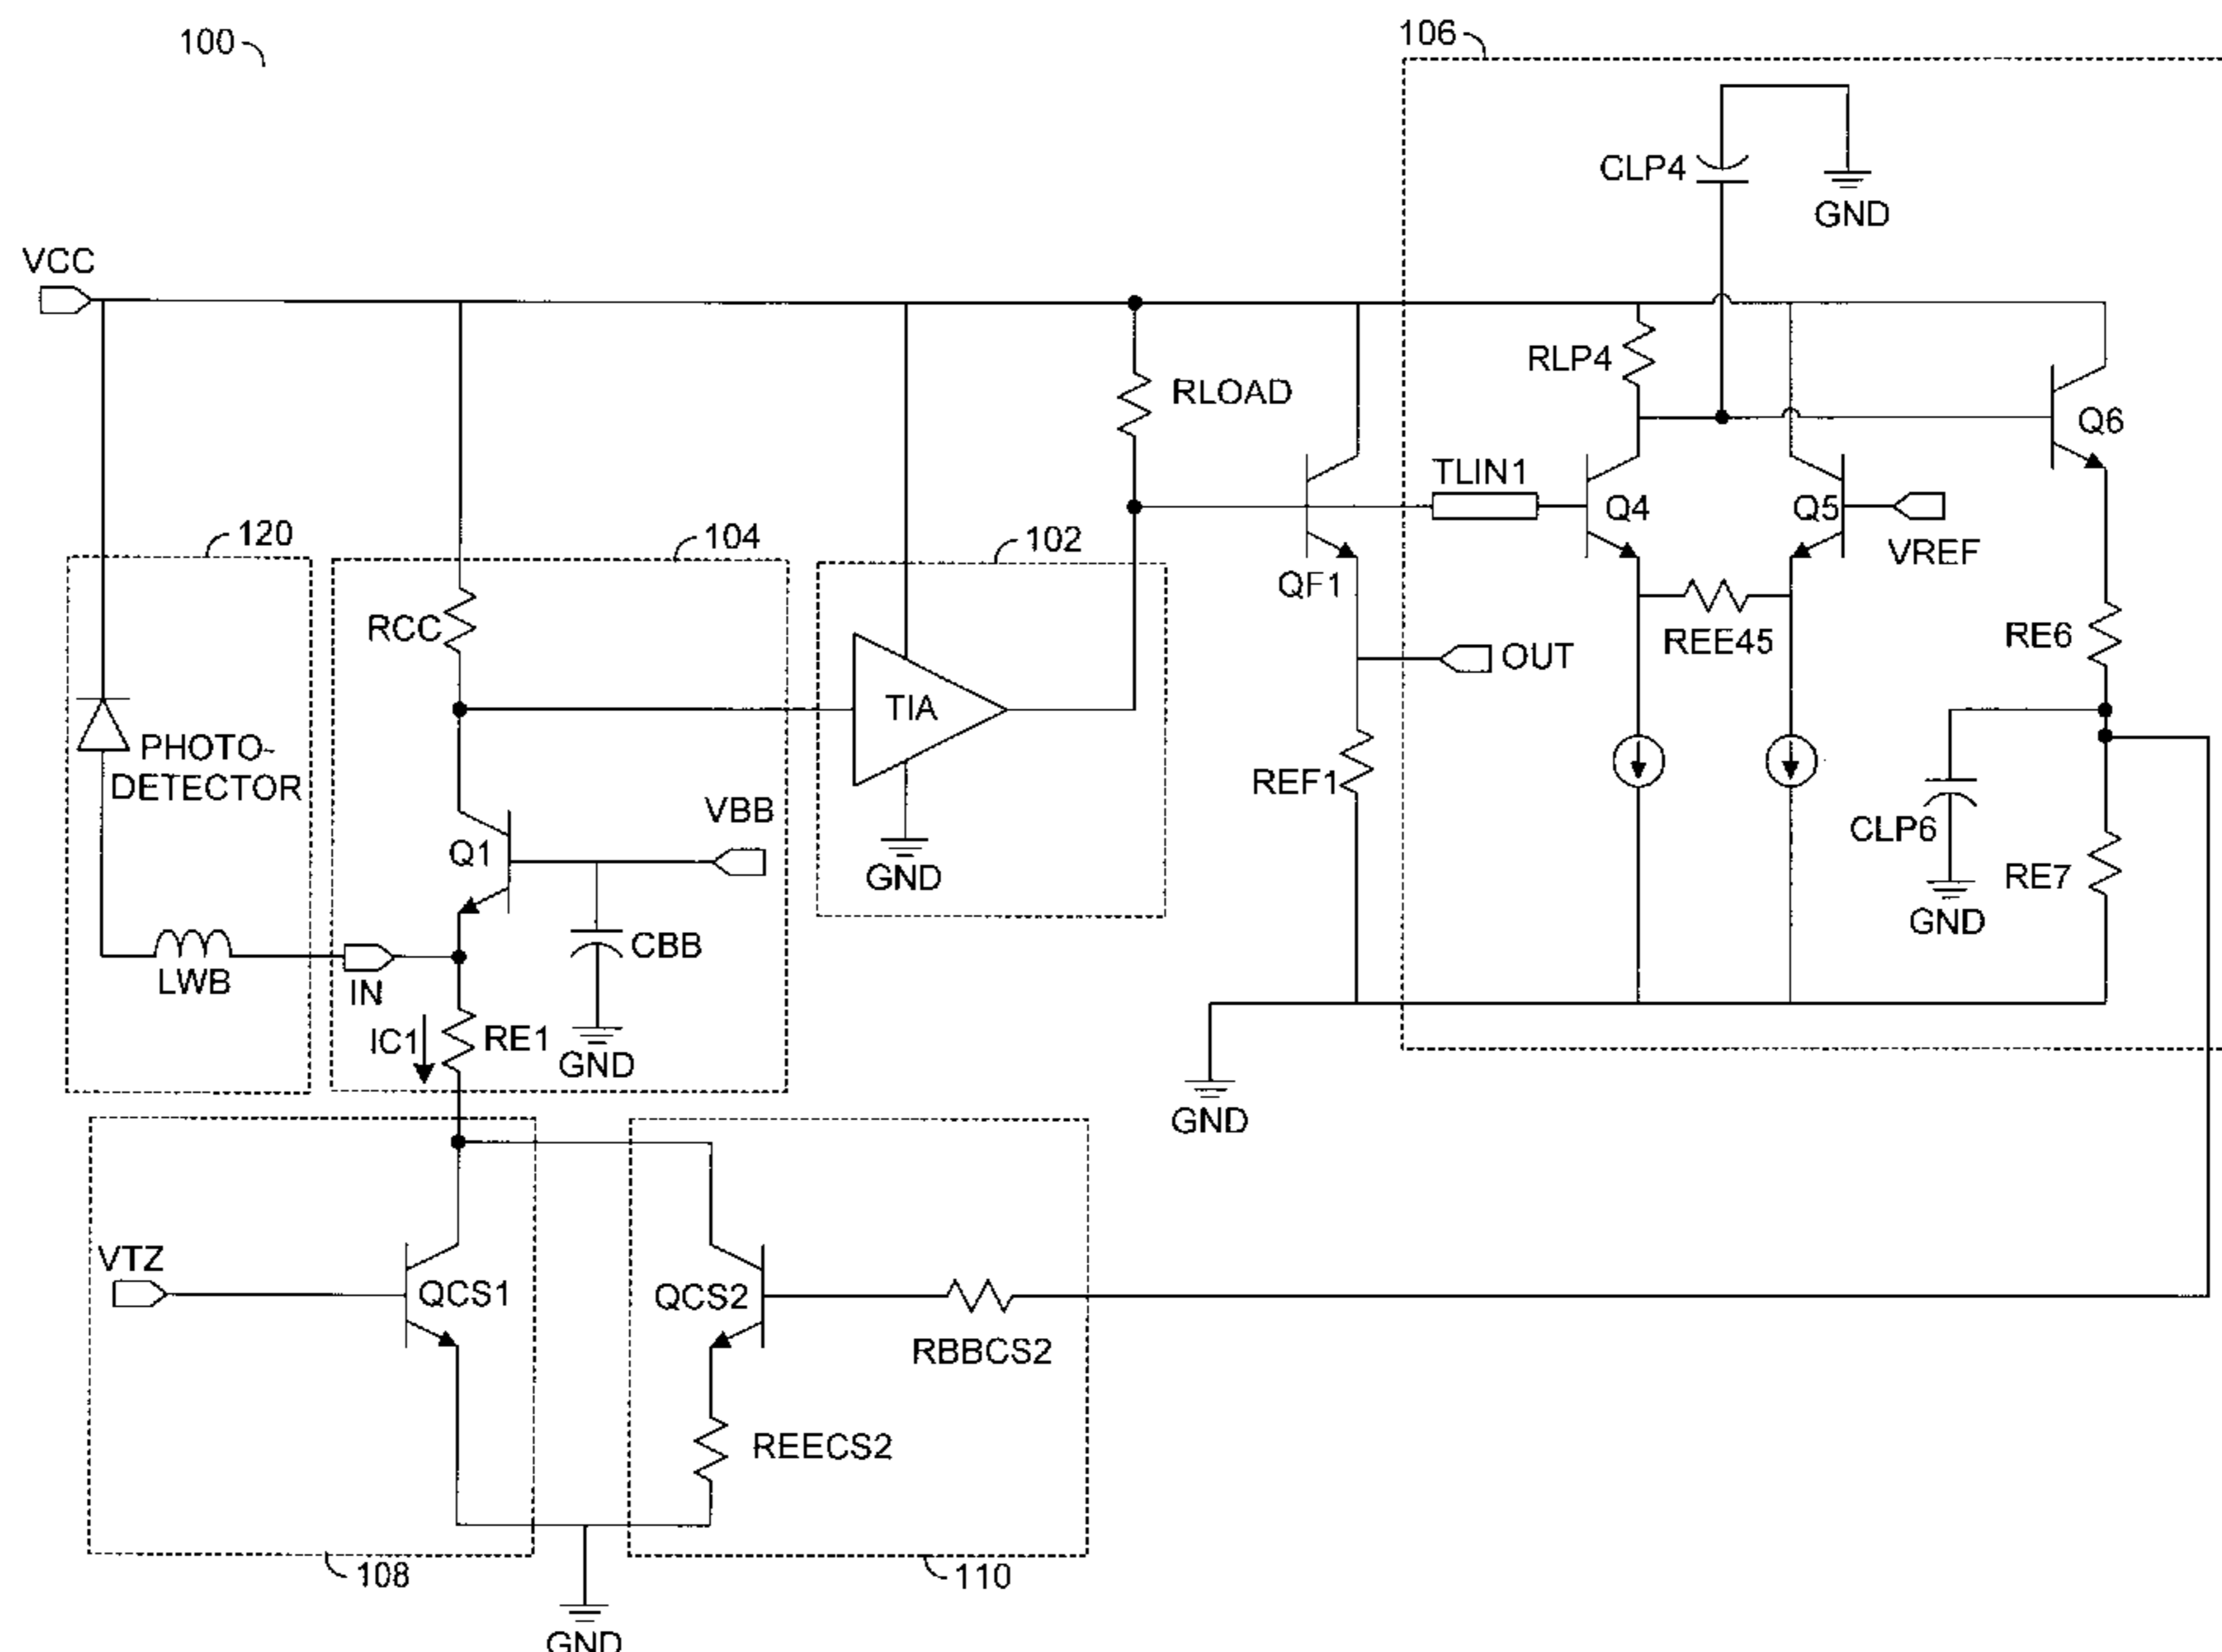 100
106
CLP4
GND
VCC
RLP4
RLOAD
Q6
TLIN1
Q4
Q5
VREF
120
104
102
QF1
RCC
REE45
RE6
OUT
TIA
PHOTO-
DETECTOR
REF1
VBB
CLP6
Q1
GND
RE7
GND
CBB
LWB
IN
IC1
RE1
GND
GND
VTZ
QCS1
QCS2
RBBCS2
REECS2
108
110
GND